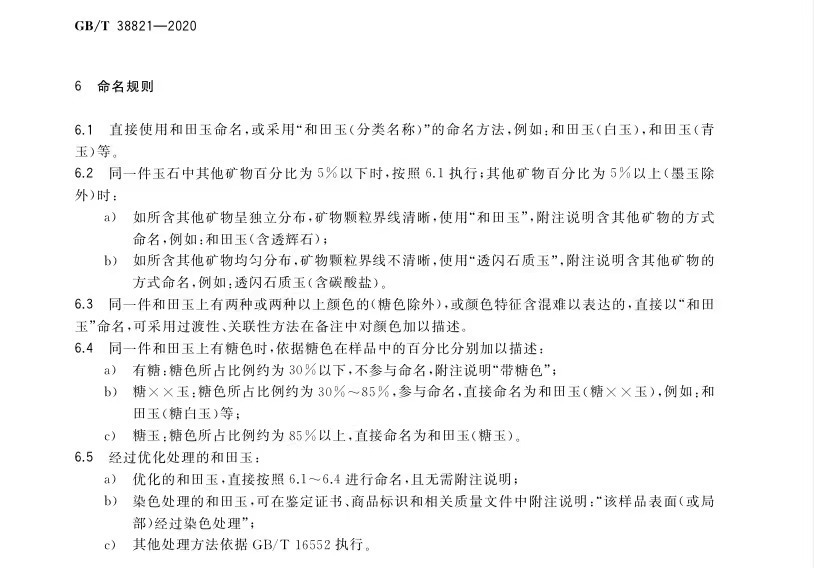 GB/T 38821—2020
6 命名规则
6.1 直接使用和田玉命名,或采用“和田玉(分类名称)”的命名方法,例如:和田玉(白玉),和田玉(青
玉)等。
6.2 同一件玉石中其他矿物百分比为 5%以下时,按照 6.1 执行;其他矿物百分比为 5%以上(墨玉除
外)时:
a) 如所含其他矿物呈独立分布,矿物颗粒界线清晰,使用“和田玉”,附注说明含其他矿物的方式
命名,例如:和田玉(含透辉石);
b) 如所含其他矿物均匀分布,矿物颗粒界线不清晰,使用“透闪石质玉”,附注说明含其他矿物的
方式命名,例如:透闪石质玉(含碳酸盐)。
6.3 同一件和田玉上有两种或两种以上颜色的(糖色除外),或颜色特征含混难以表达的,直接以“和田
玉”命名,可采用过渡性、关联性方法在备注中对颜色加以描述。
6.4 同一件和田玉上有糖色时,依据糖色在样品中的百分比分别加以描述:
a) 有糖:糖色所占比例约为 30%以下,不参与命名,附注说明“带糖色”;
b) 糖××玉:糖色所占比例约为 30%~85%,参与命名,直接命名为和田玉(糖××玉),例如:和
田玉(糖白玉)等;
c) 糖玉:糖色所占比例约为 85%以上,直接命名为和田玉(糖玉)。
6.5 经过优化处理的和田玉:
a) 优化的和田玉,直接按照 6.1~6.4 进行命名,且无需附注说明;
b) 染色处理的和田玉,可在鉴定证书、商品标识和相关质量文件中附注说明:“该样品表面(或局
部)经过染色处理”;
c) 其他处理方法依据 GB/T 16552 执行。